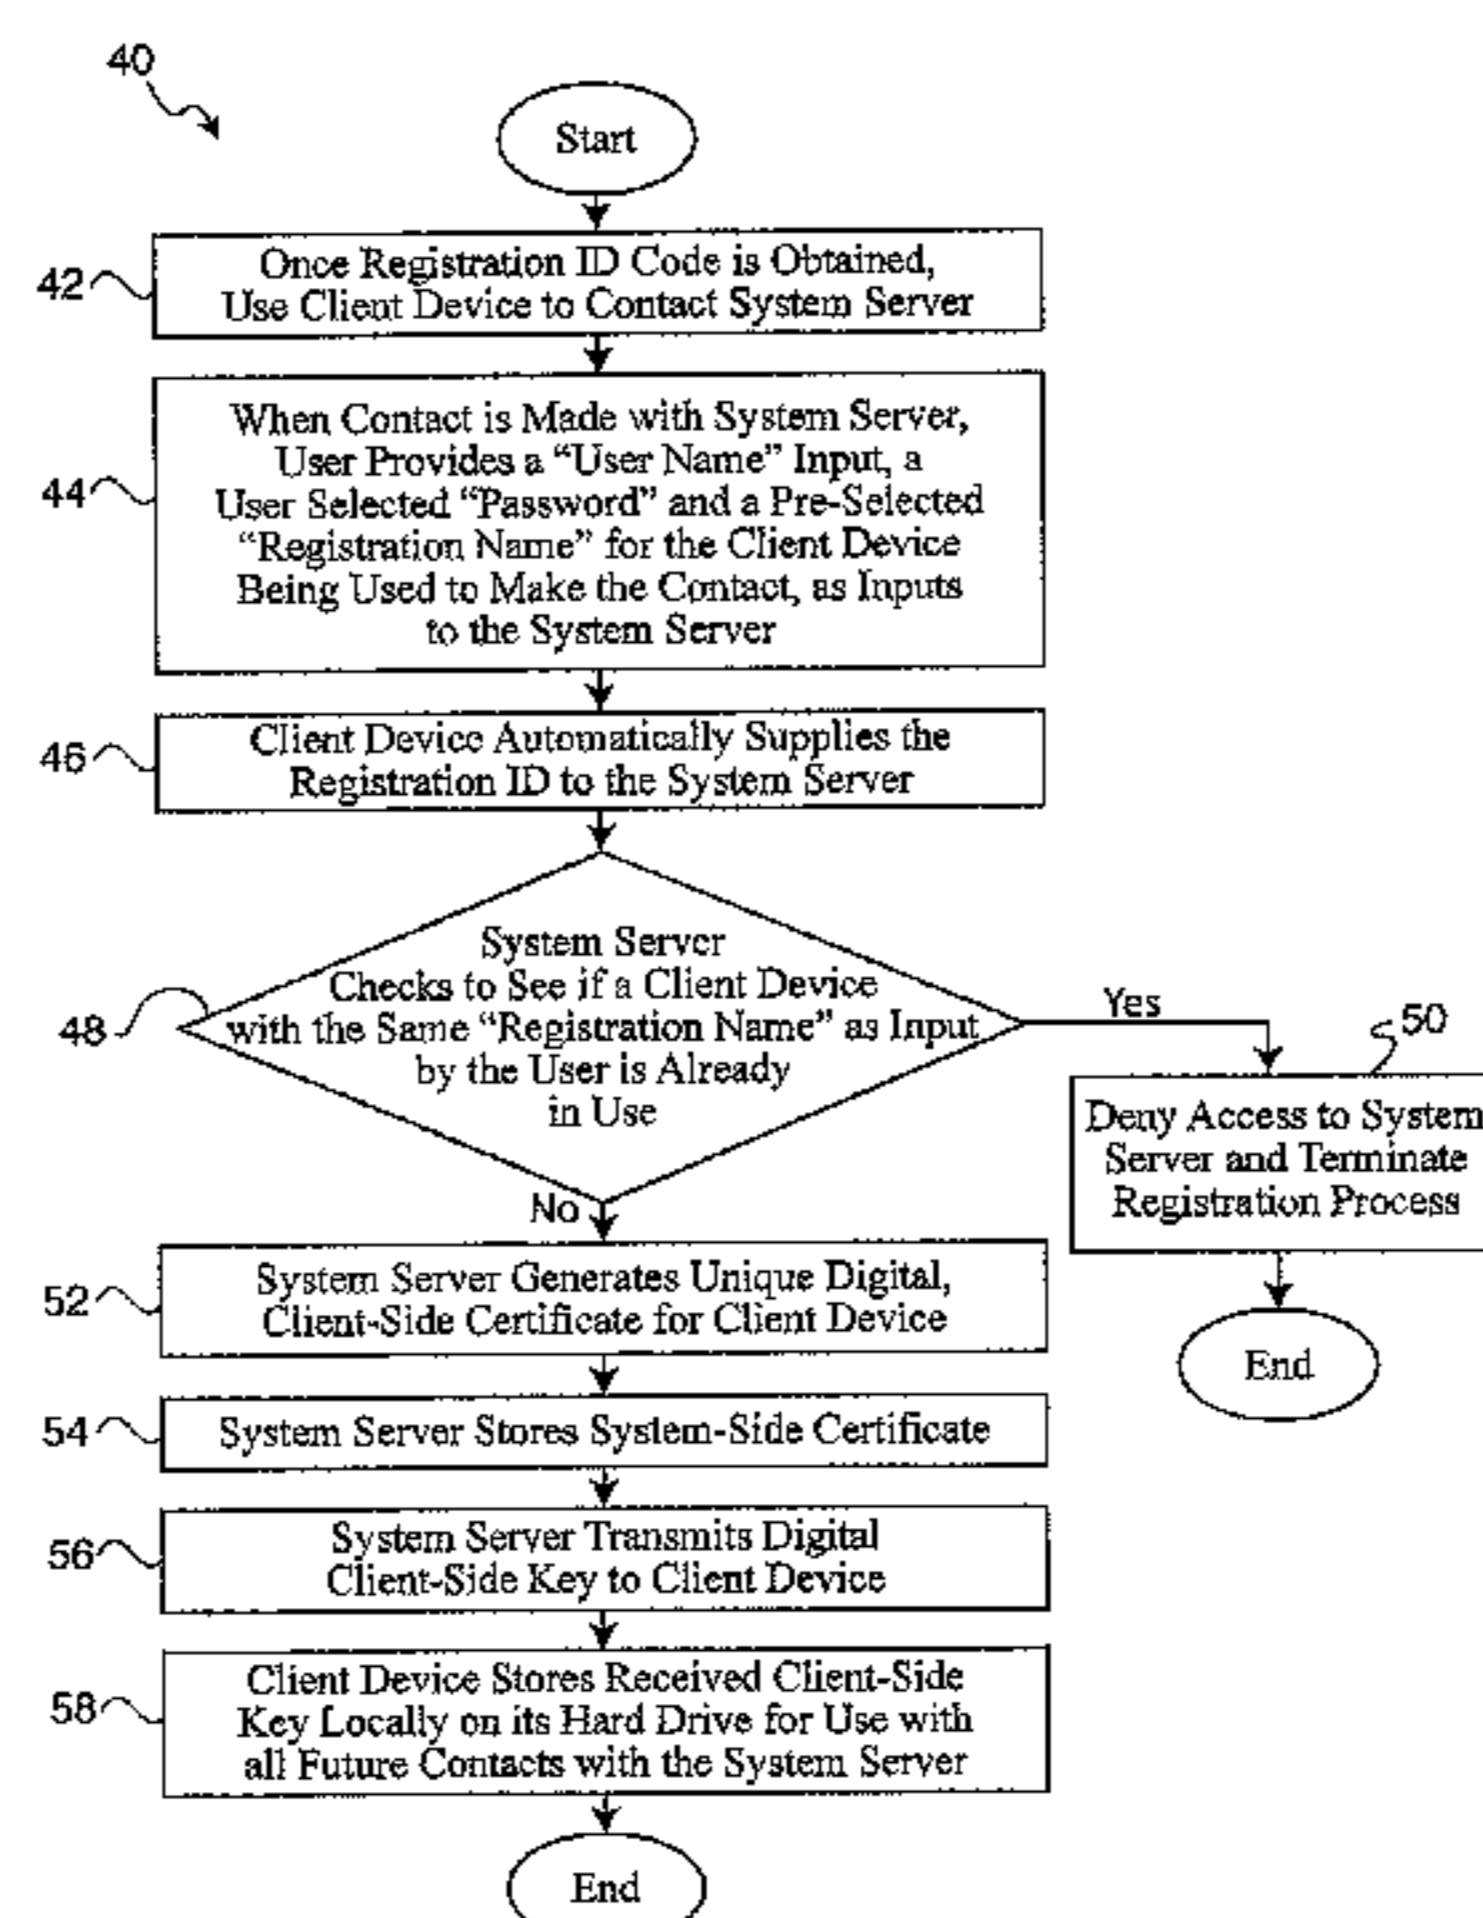 40
Start
42
Once Registration ID Code is Obtained,
Use Client Device to Contact System Server
44
When Contact is Made with System Server,
User Provides a “User Name” Input, a
User Selected “Password” and a Pre-Selected
“Registration Name” for the Client Device
Being Used to Make the Contact, as Inputs
to the System Server
46
Client Device Automatically Supplies the
Registration ID to the System Server
48
System Server
Checks to See if a Client Device
with the Same “Registration Name” as Input
by the User is Already
in Use
Yes
50
Deny Access to System
Server and Terminate
Registration Process
End
No
52
System Server Generates Unique Digital,
Client-Side Certificate for Client Device
54
System Server Stores System-Side Certificate
56
System Server Transmits Digital
Client-Side Key to Client Device
58
Client Device Stores Received Client-Side
Key Locally on its Hard Drive for Use with
all Future Contacts with the System Server
End